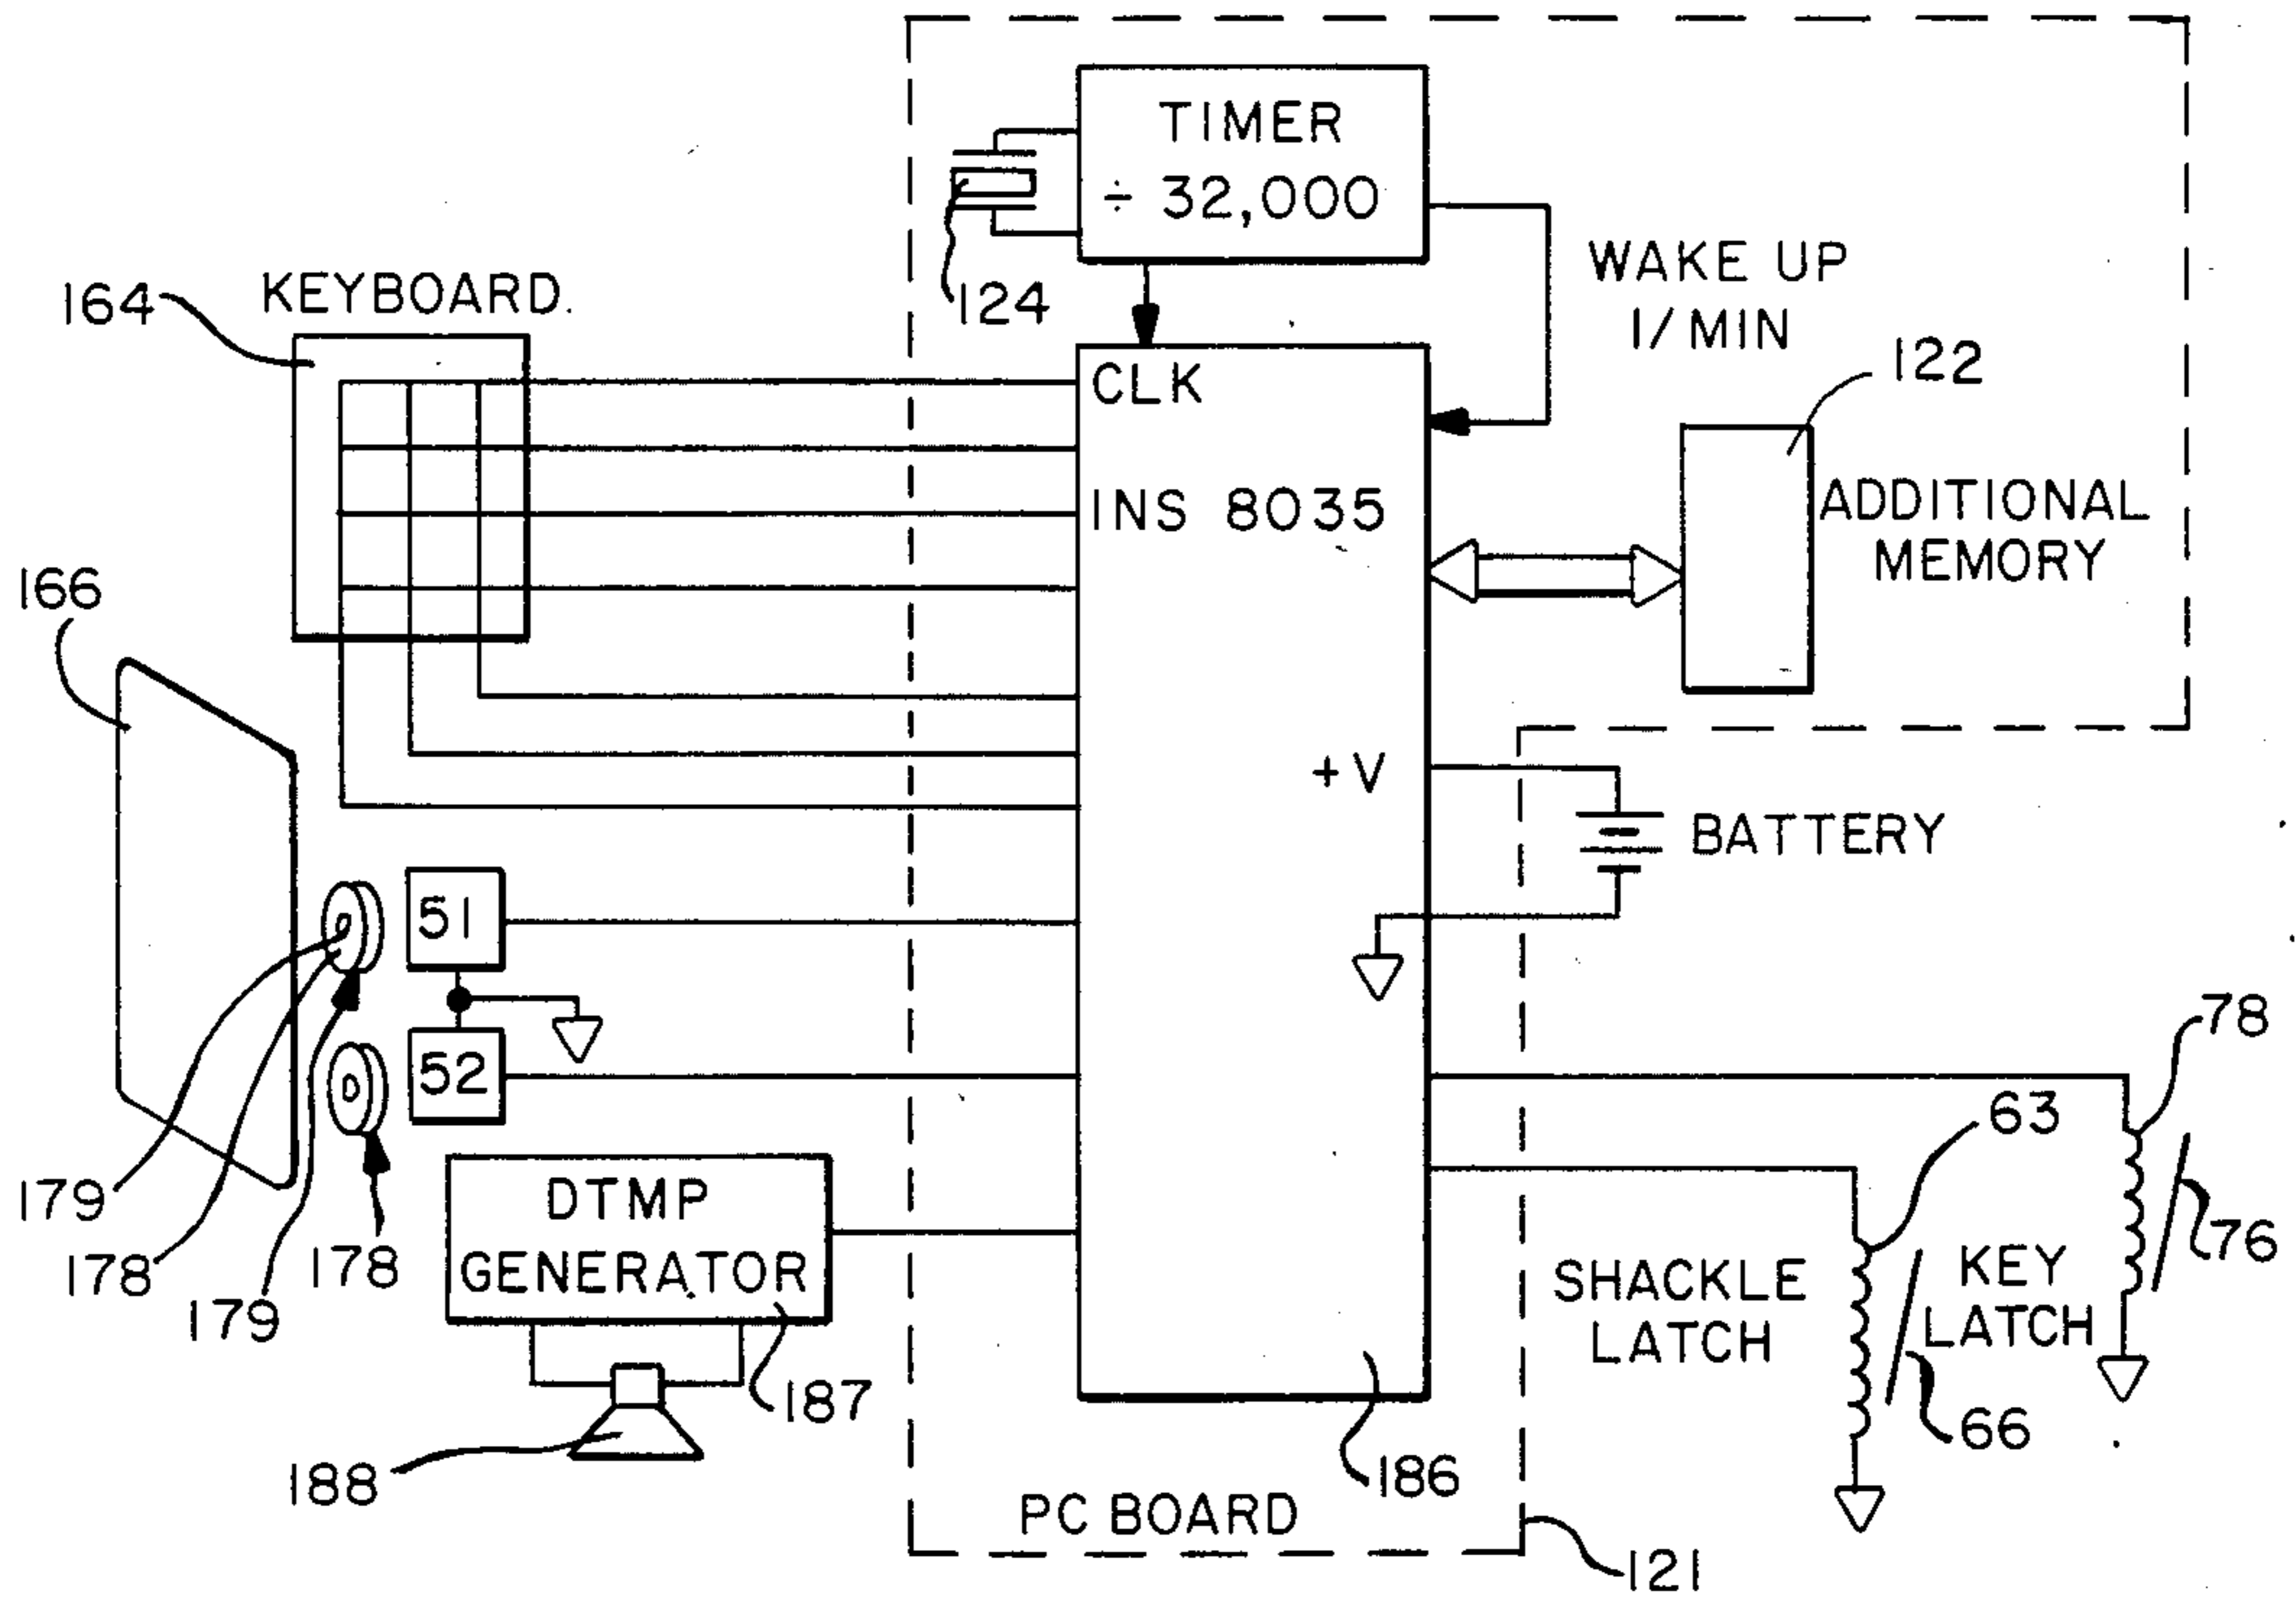 TIMER
÷ 32,000
124
WAKE UP
1/MIN
164
KEYBOARD.
122
CLK
INS 8035
ADDITIONAL
MEMORY
166
+V
BATTERY
51
52
78
63
76
179
178
179
178
DTMP
GENERATOR
SHACKLE
LATCH
KEY
LATCH
66
187
188
186
PC BOARD
121